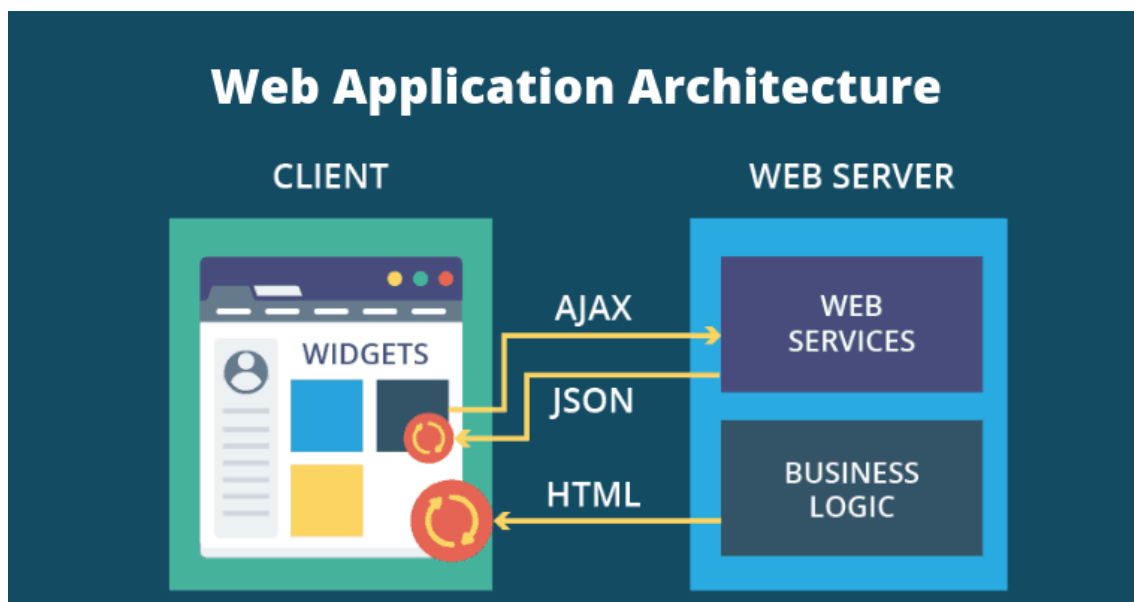 Web Application Architecture
CLIENT
WEB SERVER
WIDGETS
AJAX
JSON
HTML
WEB
SERVICES
BUSINESS
LOGIC